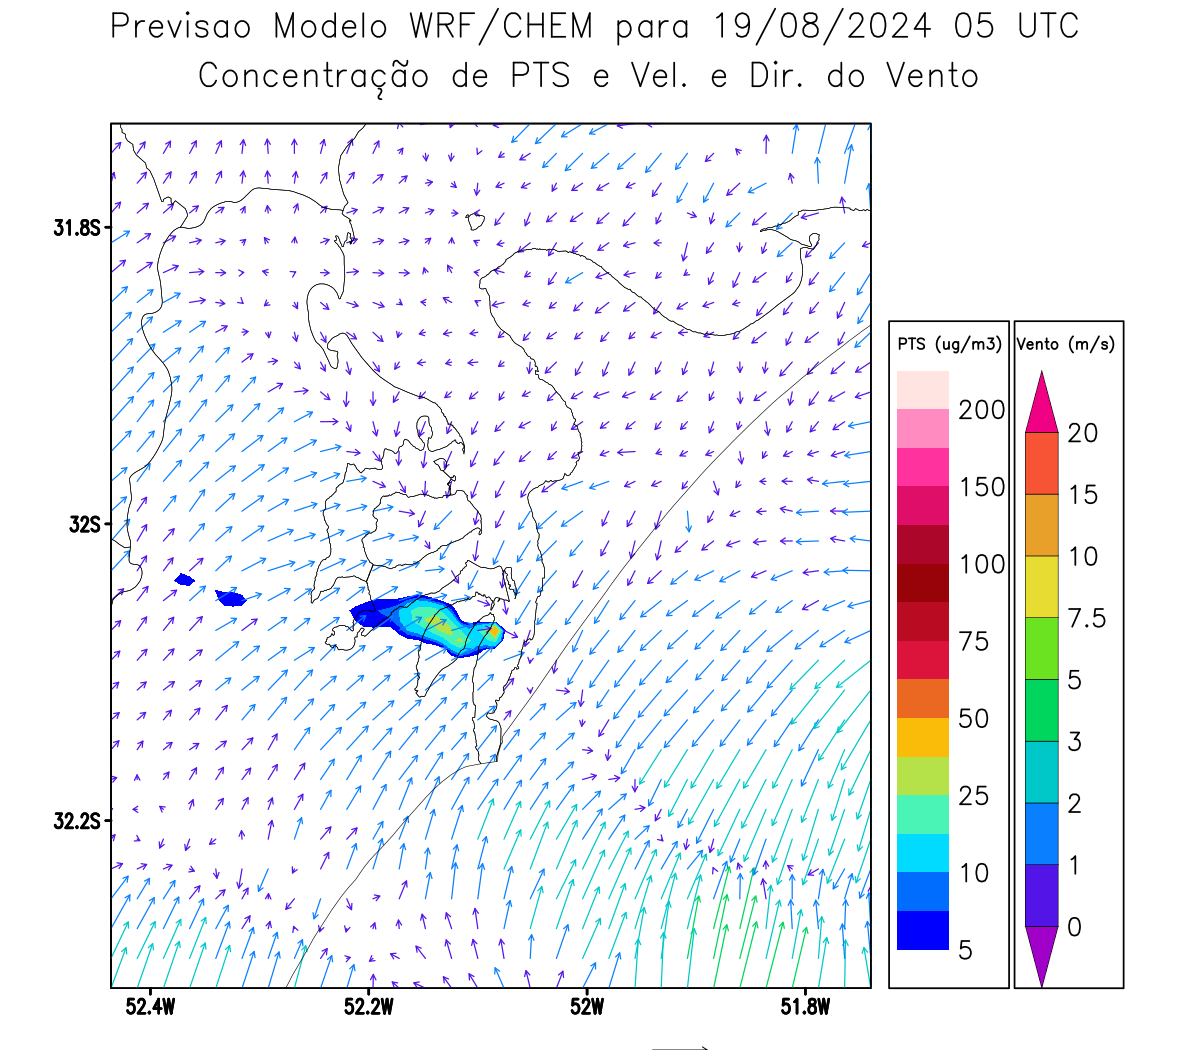 Previsao Modelo WRF/CHEM para 19/08/2024 05 UTC
Concentração de PTS e Vel. e Dir. do Vento
31.8S
32S
32.2S
52.4W 52.2W 52W 51.8W
PTS (ug/m3)
200
150
100
75
50
25
10
5
Vento (m/s)
20
15
10
7.5
5
3
2
1
0